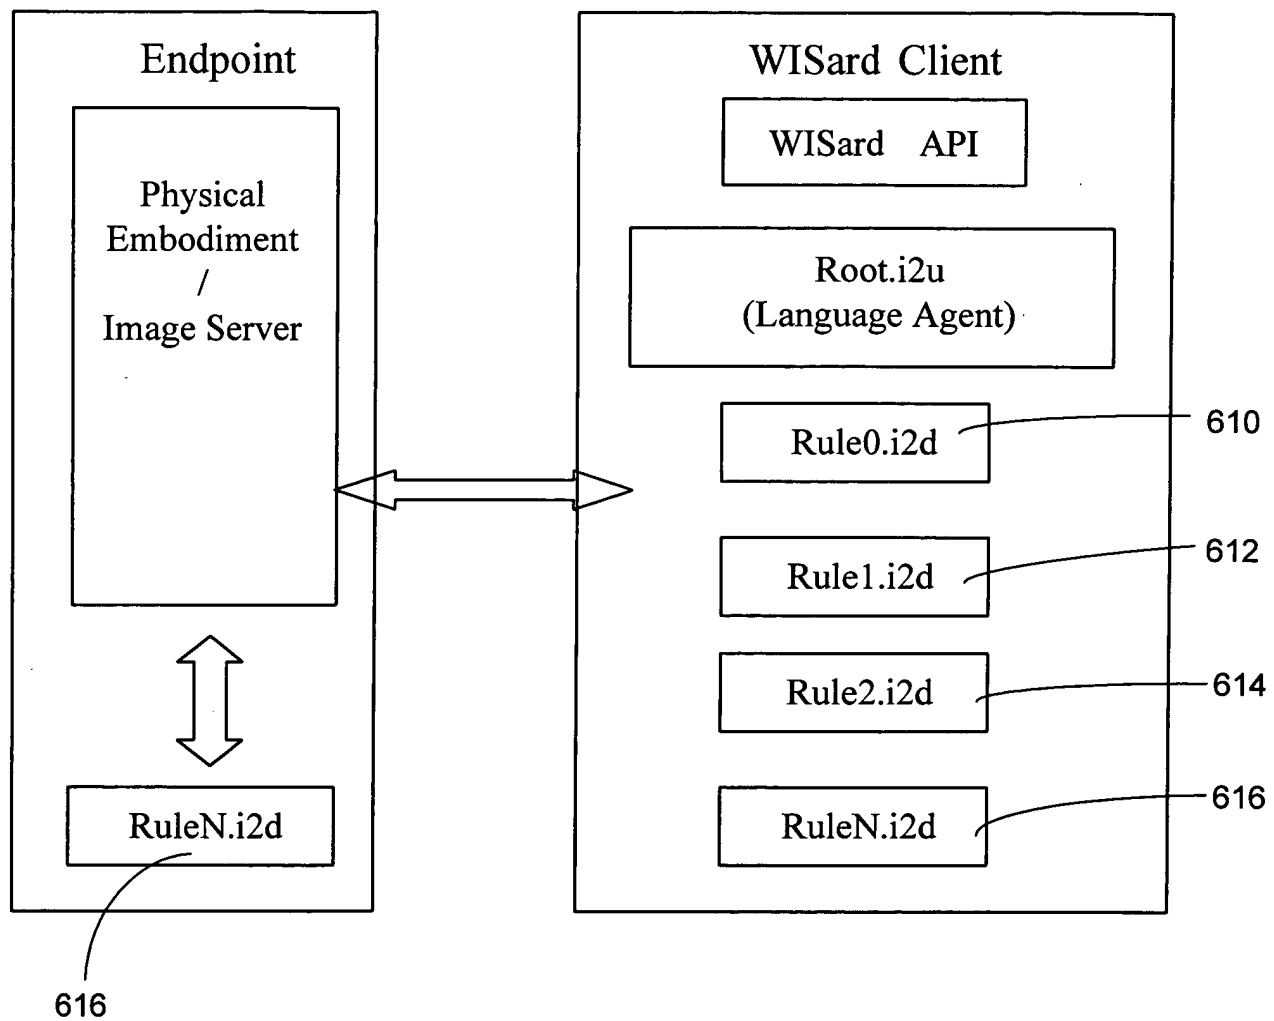 Endpoint
Physical
Embodiment
/
Image Server
RuleN.i2d
616
WISard Client
WISard API
Root.i2u
(Language Agent)
Rule0.i2d
610
Rule1.i2d
612
Rule2.i2d
614
RuleN.i2d
616